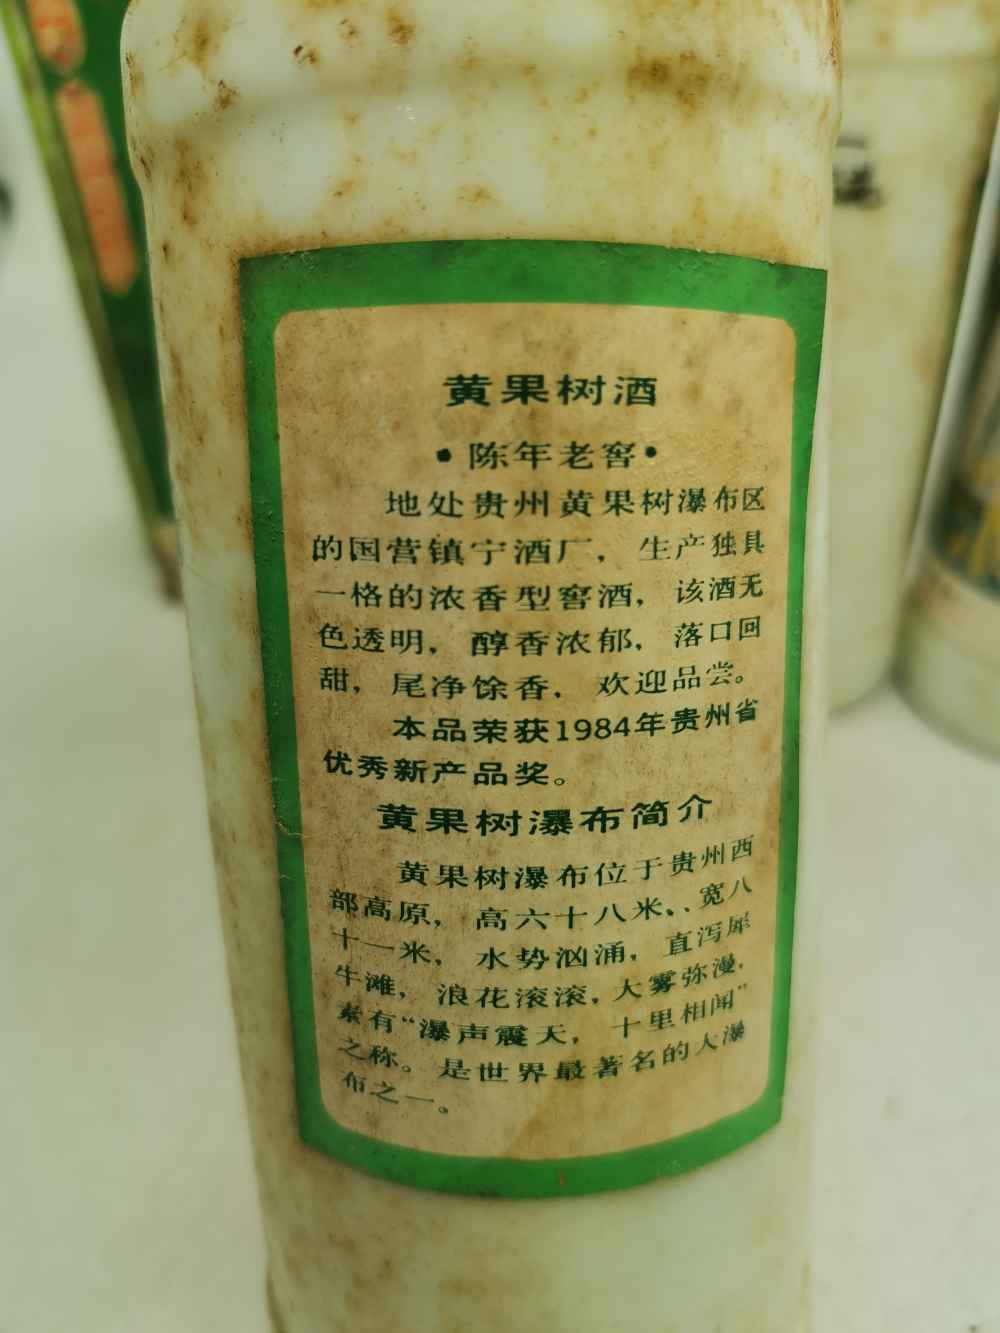 黄果树酒
•陈年老窖•
地处贵州黄果树瀑布区
的国营镇宁酒厂，生产独具
一格的浓香型窖酒，该酒无
色透明，醇香浓郁，落口回
甜，尾净馀香，欢迎品尝。
本品荣获1984年贵州省
优秀新产品奖。
黄果树瀑布简介
黄果树瀑布位于贵州西
部高原，高六十八米、宽八
十一米，水势汹涌，直泻犀
牛滩，浪花滚滚，大雾弥漫，
素有“瀑声震天，十里相闻”
之称。是世界最著名的大瀑
布之一。